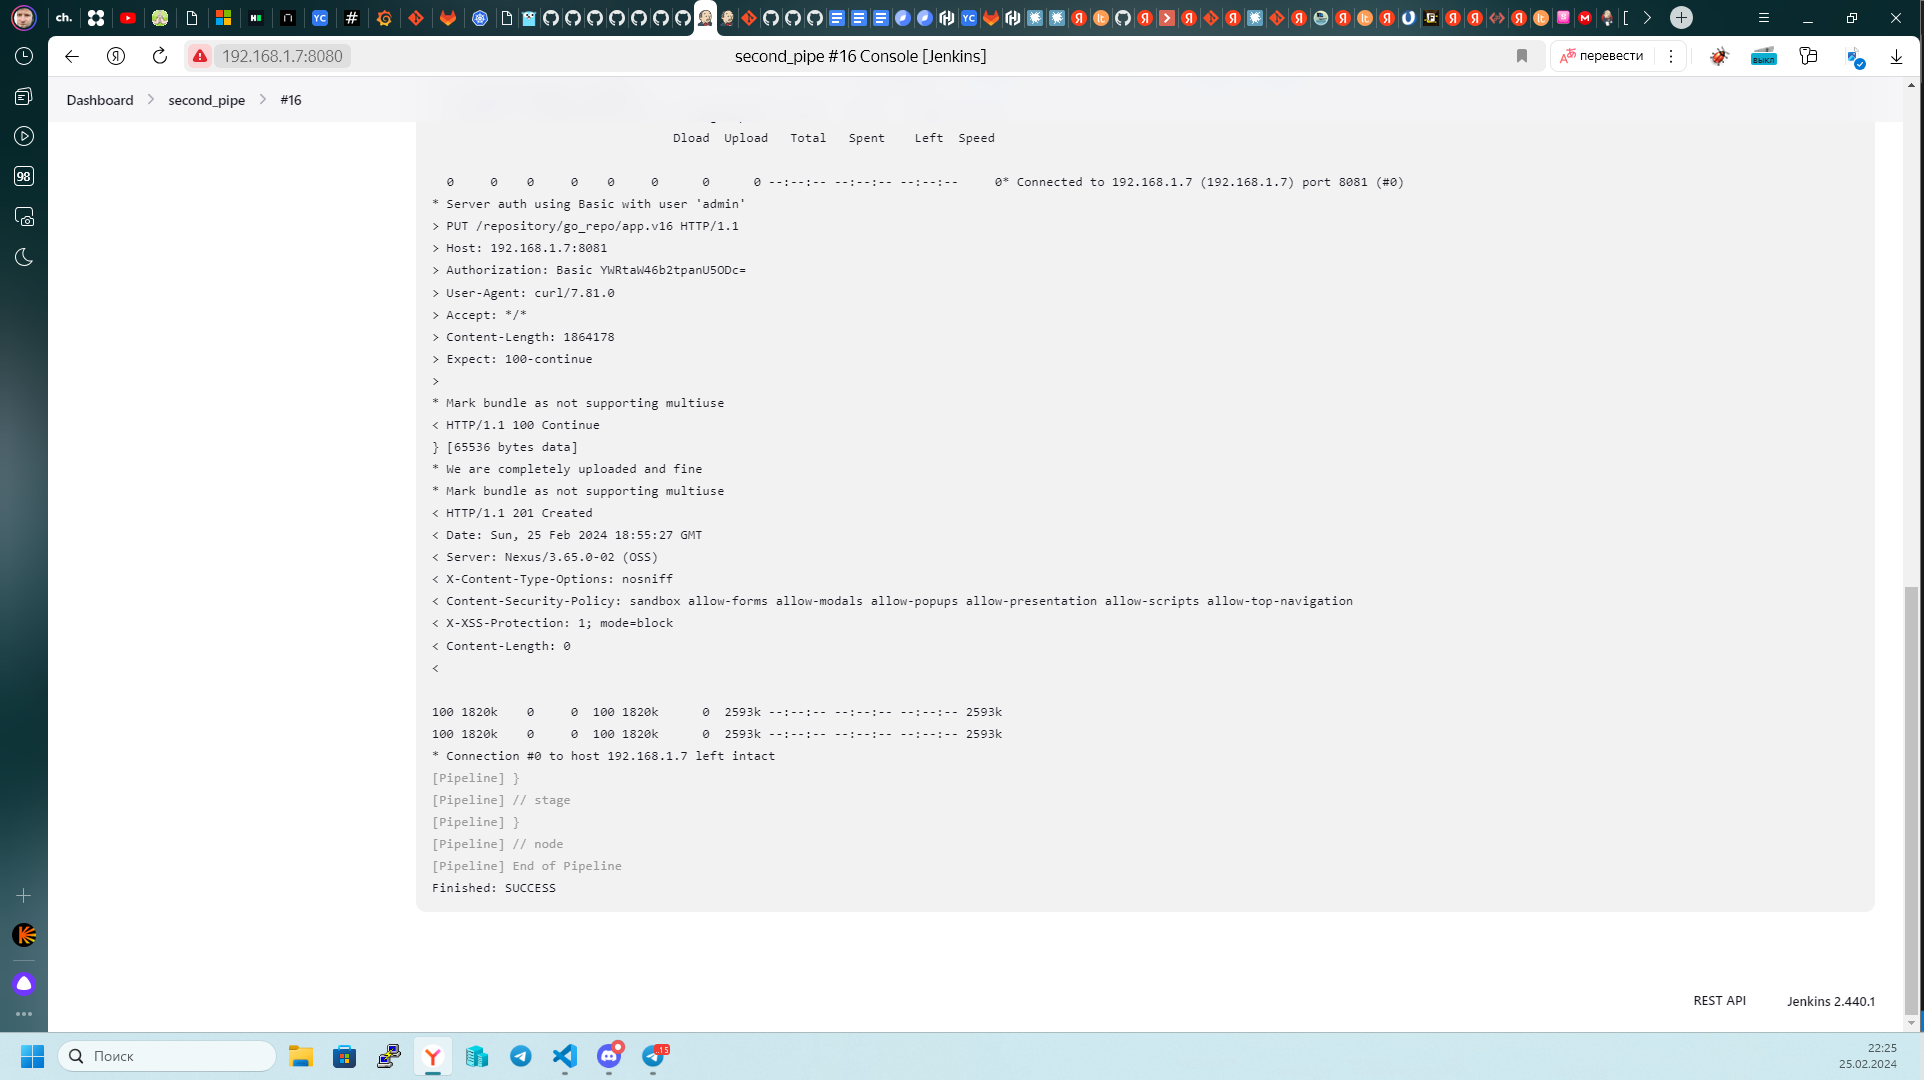 ch.
YC
#
YC
192.168.1.7:8080
second_pipe #16 Console [Jenkins]
перевести
выкл
Dashboard
second_pipe
#16
98
Dload Upload Total Spent Left Speed
0 0 0 0 0 0 0 0 --:--:-- --:--:-- --:--:-- 0* Connected to 192.168.1.7 (192.168.1.7) port 8081 (#0)
* Server auth using Basic with user 'admin'
> PUT /repository/go_repo/app.v16 HTTP/1.1
> Host: 192.168.1.7:8081
> Authorization: Basic YWRtaW46b2tpanU5ODc=
> User-Agent: curl/7.81.0
> Accept: */*
> Content-Length: 1864178
> Expect: 100-continue
>
* Mark bundle as not supporting multiuse
< HTTP/1.1 100 Continue
} [65536 bytes data]
* We are completely uploaded and fine
* Mark bundle as not supporting multiuse
< HTTP/1.1 201 Created
< Date: Sun, 25 Feb 2024 18:55:27 GMT
< Server: Nexus/3.65.0-02 (OSS)
< X-Content-Type-Options: nosniff
< Content-Security-Policy: sandbox allow-forms allow-modals allow-popups allow-presentation allow-scripts allow-top-navigation
< X-XSS-Protection: 1; mode=block
< Content-Length: 0
<
100 1820k 0 0 100 1820k 0 2593k --:--:-- --:--:-- --:--:-- 2593k
100 1820k 0 0 100 1820k 0 2593k --:--:-- --:--:-- --:--:-- 2593k
* Connection #0 to host 192.168.1.7 left intact
[Pipeline] }
[Pipeline] // stage
[Pipeline] }
[Pipeline] // node
[Pipeline] End of Pipeline
Finished: SUCCESS
REST API
Jenkins 2.440.1
Поиск
22:25
25.02.2024